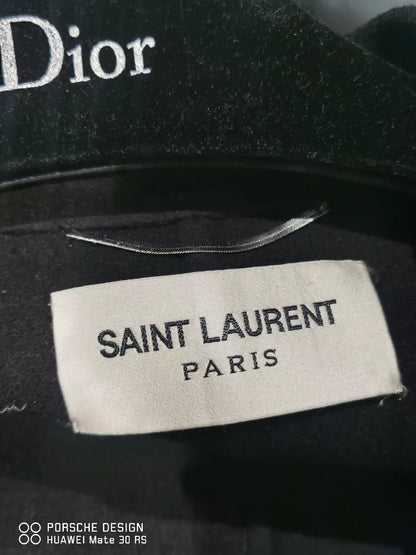 Dior
SAINT LAURENT
PARIS
PORSCHE DESIGN
HUAWEI Mate 30 RS